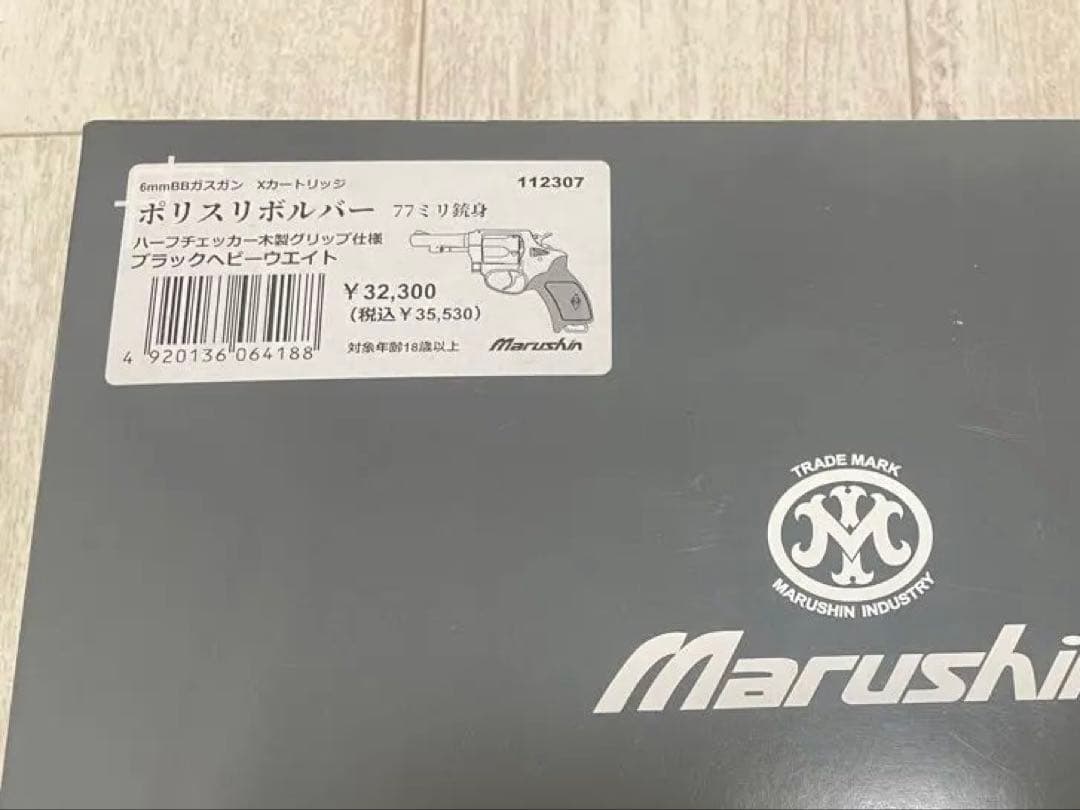 6mmBBガスガン　Xカートリッジ
112307
ポリスリボルバー 77ミリ銃身
ハーフチェッカー木製グリップ仕様
ブラックヘビーウエイト
￥32,300
(税込￥35,530)
4 920136 064188
対象年齢18歳以上
Marushin
TRADE MARK
M
MARUSHIN INDUSTRY
Marushin